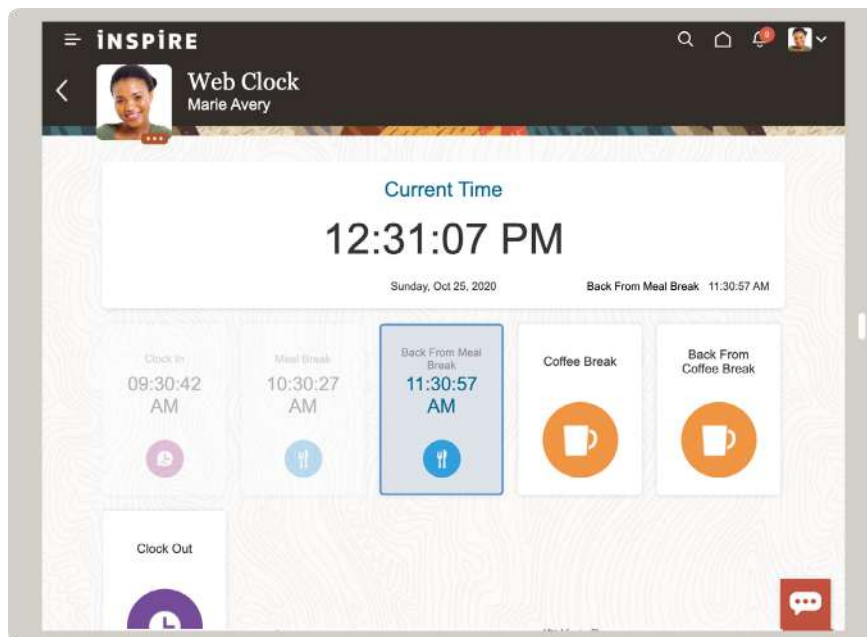 iNSPiRE
Web Clock
Marie Avery
Current Time
12:31:07 PM
Sunday, Oct 25, 2020
Back From Meal Break 11:30:57 AM
Clock In
09:30:42
AM
Meal Break
10:30:27
AM
Back From Meal
Break
11:30:57
AM
Coffee Break
Back From
Coffee Break
Clock Out